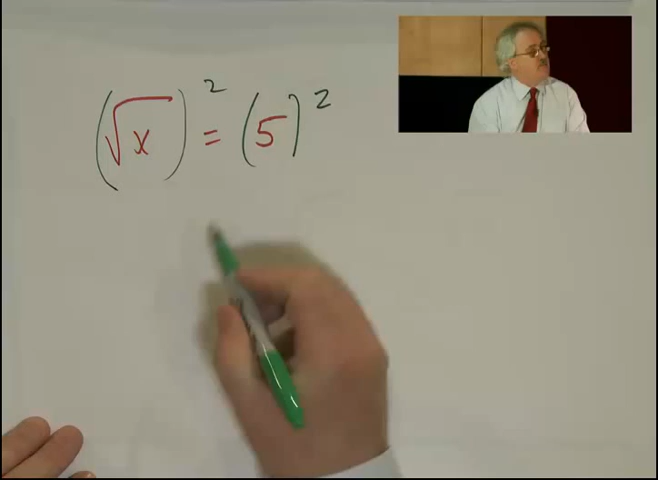 (√x)² = (5)²